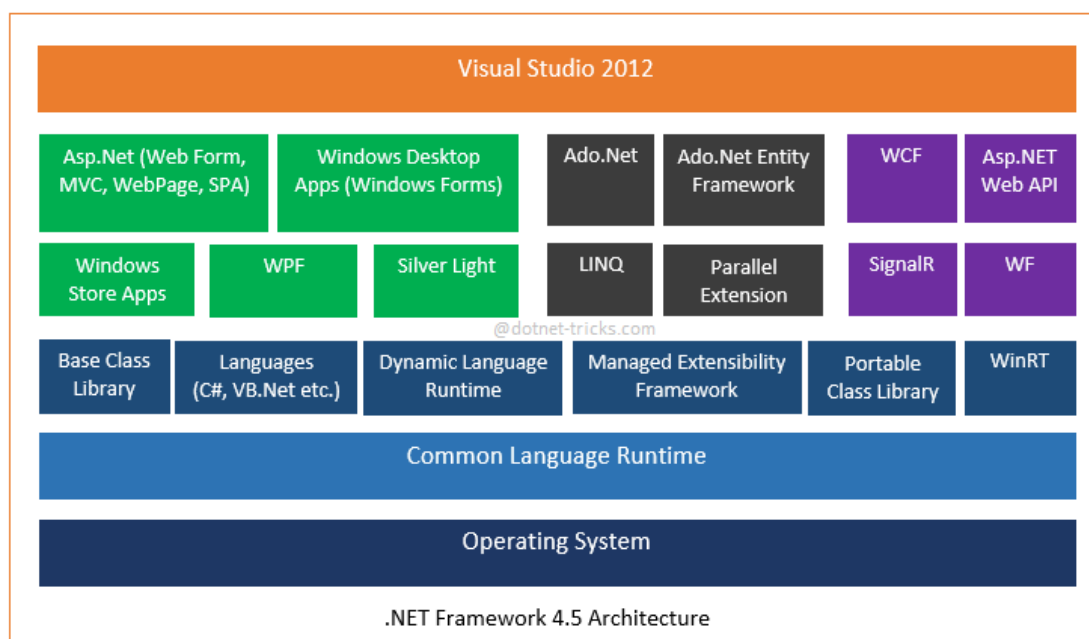 Visual Studio 2012
Asp.Net (Web Form,
MVC, WebPage, SPA)
Windows Desktop
Apps (Windows Forms)
Ado.Net
Ado.Net Entity
Framework
WCF
Asp.NET
Web API
Windows
Store Apps
WPF
Silver Light
LINQ
Parallel
Extension
SignalR
WF
@dotnet-tricks.com
Base Class
Library
Languages
(C#, VB.Net etc.)
Dynamic Language
Runtime
Managed Extensibility
Framework
Portable
Class Library
WinRT
Common Language Runtime
Operating System
.NET Framework 4.5 Architecture